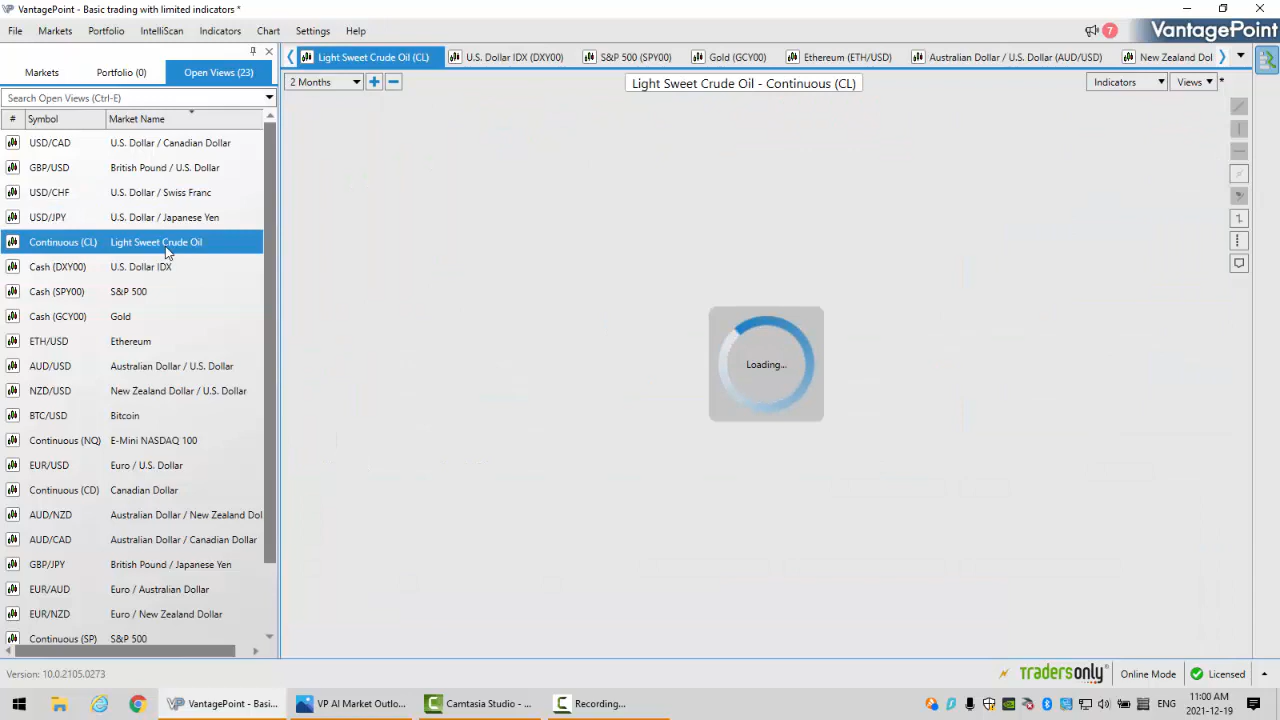 VantagePoint - Basic trading with limited indicators *
File Markets Portfolio IntelliScan Indicators Chart Settings Help
7 VantagePoint
Markets Portfolio (0) Open Views (23)
Light Sweet Crude Oil (CL) U.S. Dollar IDX (DXY00) S&P 500 (SPY00) Gold (GCY00) Ethereum (ETH/USD) Australian Dollar / U.S. Dollar (AUD/USD) New Zealand Dol
Search Open Views (Ctrl-E)
2 Months
Light Sweet Crude Oil - Continuous (CL)
Indicators Views *
# Symbol Market Name
USD/CAD U.S. Dollar / Canadian Dollar
GBP/USD British Pound / U.S. Dollar
USD/CHF U.S. Dollar / Swiss Franc
USD/JPY U.S. Dollar / Japanese Yen
Continuous (CL) Light Sweet Crude Oil
Cash (DXY00) U.S. Dollar IDX
Cash (SPY00) S&P 500
Cash (GCY00) Gold
ETH/USD Ethereum
AUD/USD Australian Dollar / U.S. Dollar
NZD/USD New Zealand Dollar / U.S. Dollar
BTC/USD Bitcoin
Continuous (NQ) E-Mini NASDAQ 100
EUR/USD Euro / U.S. Dollar
Continuous (CD) Canadian Dollar
AUD/NZD Australian Dollar / New Zealand Dol
AUD/CAD Australian Dollar / Canadian Dollar
GBP/JPY British Pound / Japanese Yen
EUR/AUD Euro / Australian Dollar
EUR/NZD Euro / New Zealand Dollar
Continuous (SP) S&P 500
Loading...
Version: 10.0.2105.0273
tradersonly Online Mode Licensed
VantagePoint - Basi... VP AI Market Outlo... Camtasia Studio - ... Recording...
11:00 AM
2021-12-19